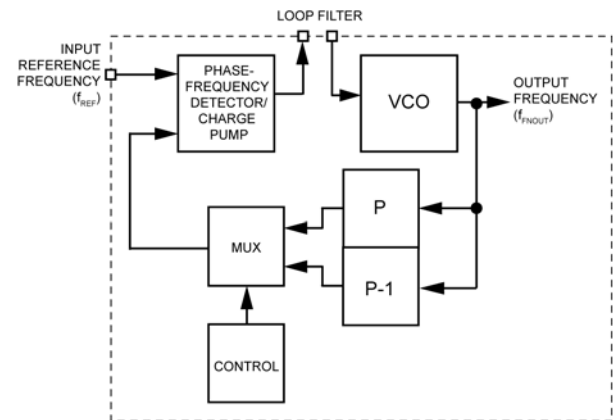 LOOP FILTER
INPUT
REFERENCE
FREQUENCY
(fREF)
PHASE-
FREQUENCY
DETECTOR/
CHARGE
PUMP
VCO
OUTPUT
FREQUENCY
(fFNOUT)
P
MUX
P-1
CONTROL